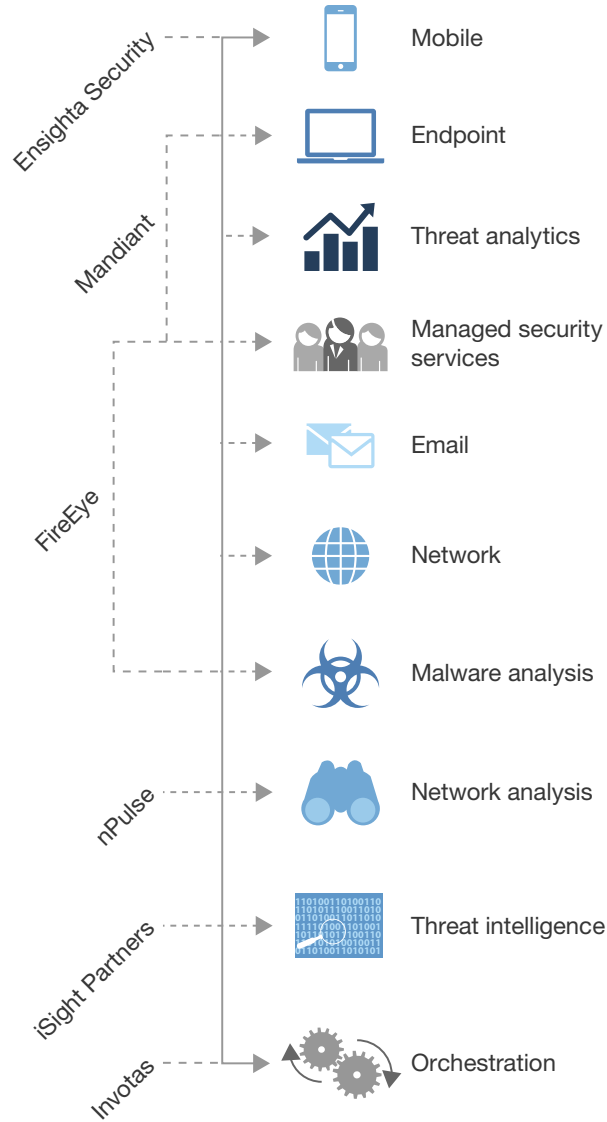 Ensighta Security
Mobile
Endpoint
Mandiant
Threat analytics
Managed security
services
Email
FireEye
Network
Malware analysis
nPulse
Network analysis
iSight Partners
Threat intelligence
Invotas
Orchestration